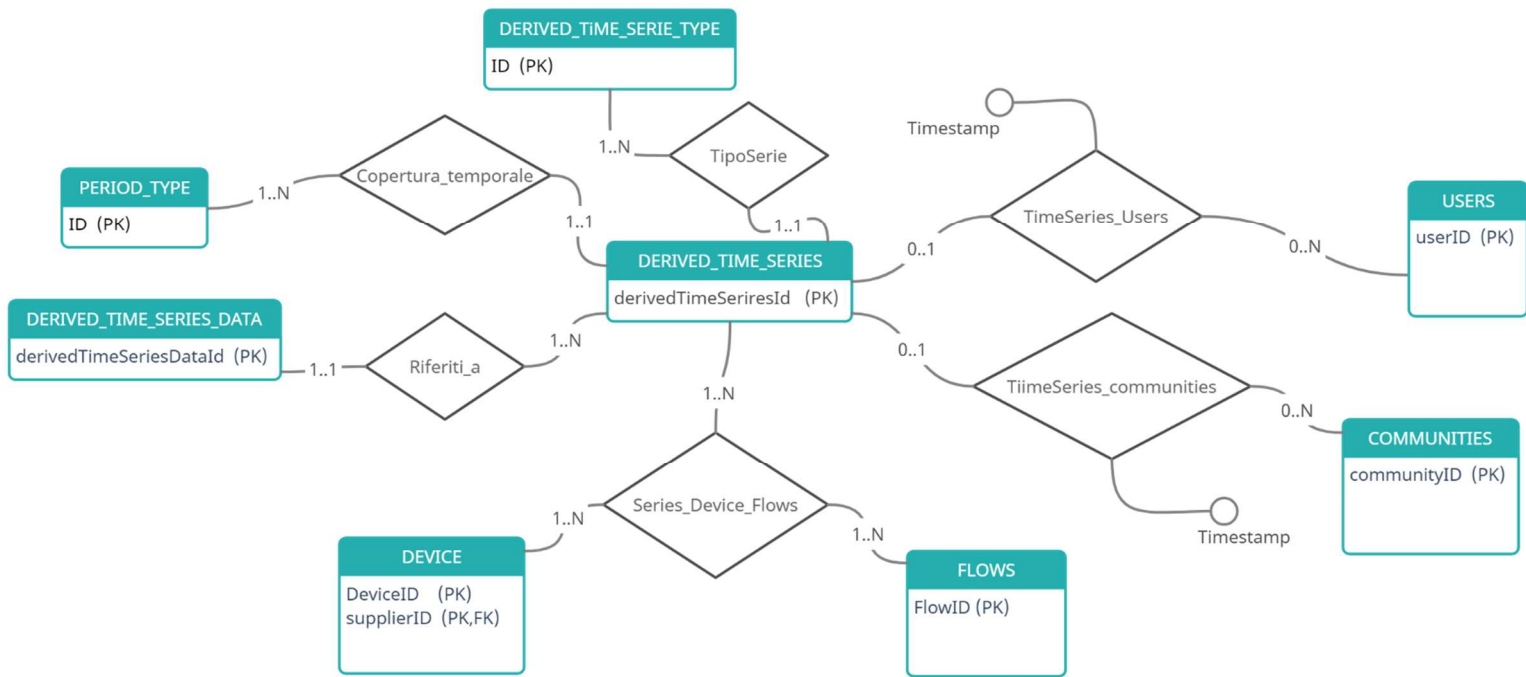 DERIVED_TiME_SERIE_TYPE
ID (PK)
1..N
TipoSerie
1..1
Timestamp
TimeSeries_Users
0..1
0..N
USERS
userID (PK)
PERIOD_TYPE
ID (PK)
1..N
Copertura_temporale
1..1
DERIVED_TIME_SERIES
derivedTimeSeriresId (PK)
DERIVED_TIME_SERIES_DATA
derivedTimeSeriesDataId (PK)
1..1
Riferiti_a
1..N
0..1
TiimeSeries_communities
0..N
COMMUNITIES
communityID (PK)
Timestamp
1..N
Series_Device_Flows
1..N
1..N
DEVICE
DeviceID (PK)
supplierID (PK,FK)
FLOWS
FlowID (PK)